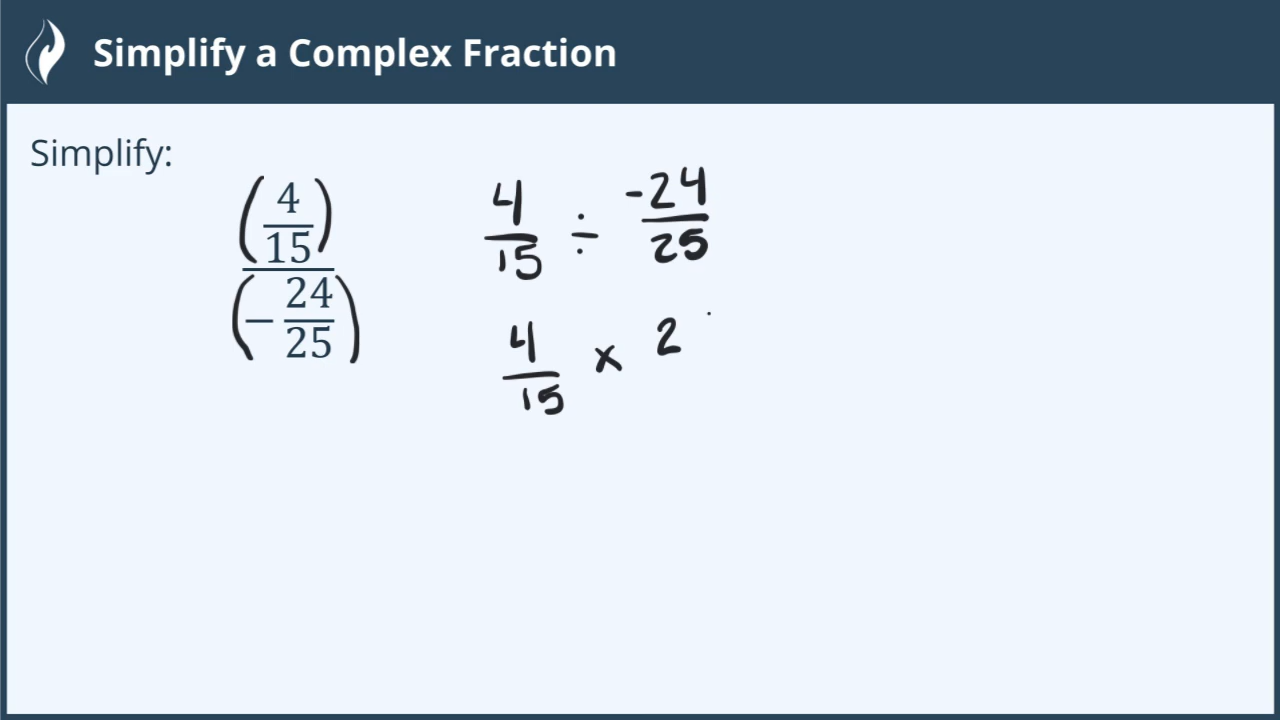 Simplify a Complex Fraction
Simplify:
(4/15)/(-24/25)
4/15 ÷ -24/25
4/15 x 2